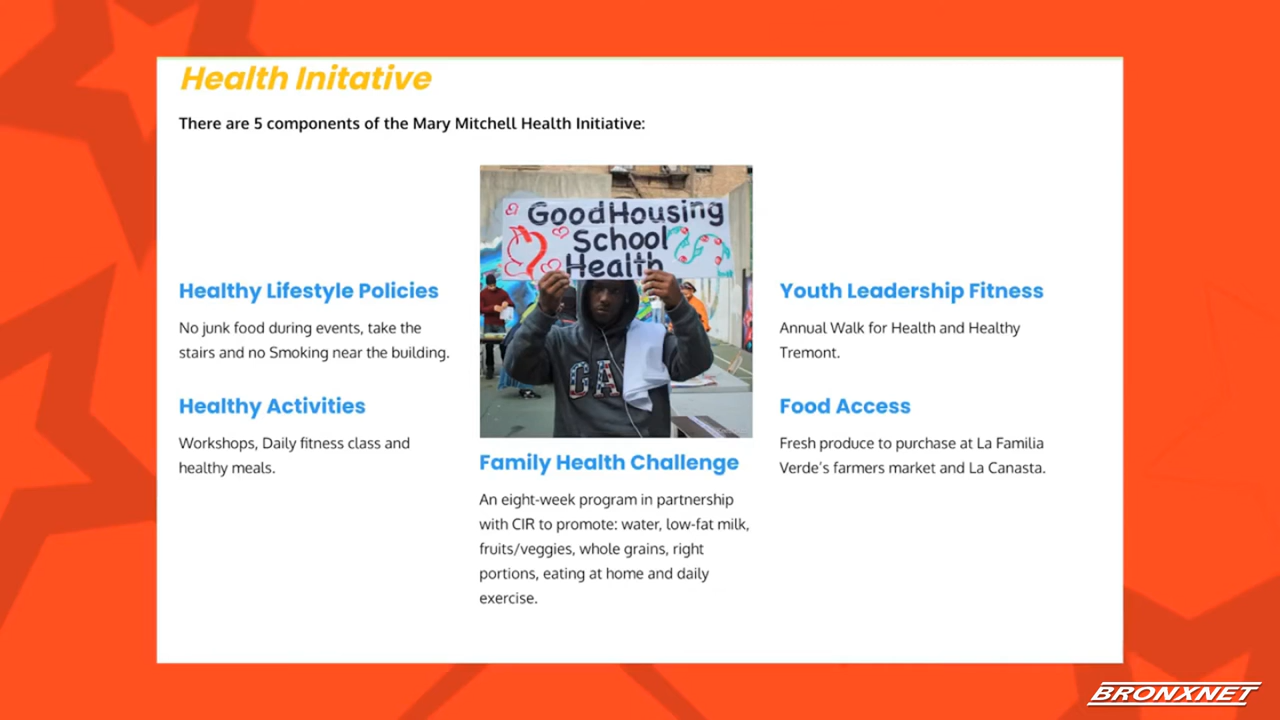 Health Initative
There are 5 components of the Mary Mitchell Health Initiative:
Healthy Lifestyle Policies
No junk food during events, take the
stairs and no Smoking near the building.
Healthy Activities
Workshops, Daily fitness class and
healthy meals.
Good Housing
School
Health
GA
Family Health Challenge
An eight-week program in partnership
with CIR to promote: water, low-fat milk,
fruits/veggies, whole grains, right
portions, eating at home and daily
exercise.
Youth Leadership Fitness
Annual Walk for Health and Healthy
Tremont.
Food Access
Fresh produce to purchase at La Familia
Verde's farmers market and La Canasta.
BRONXNET